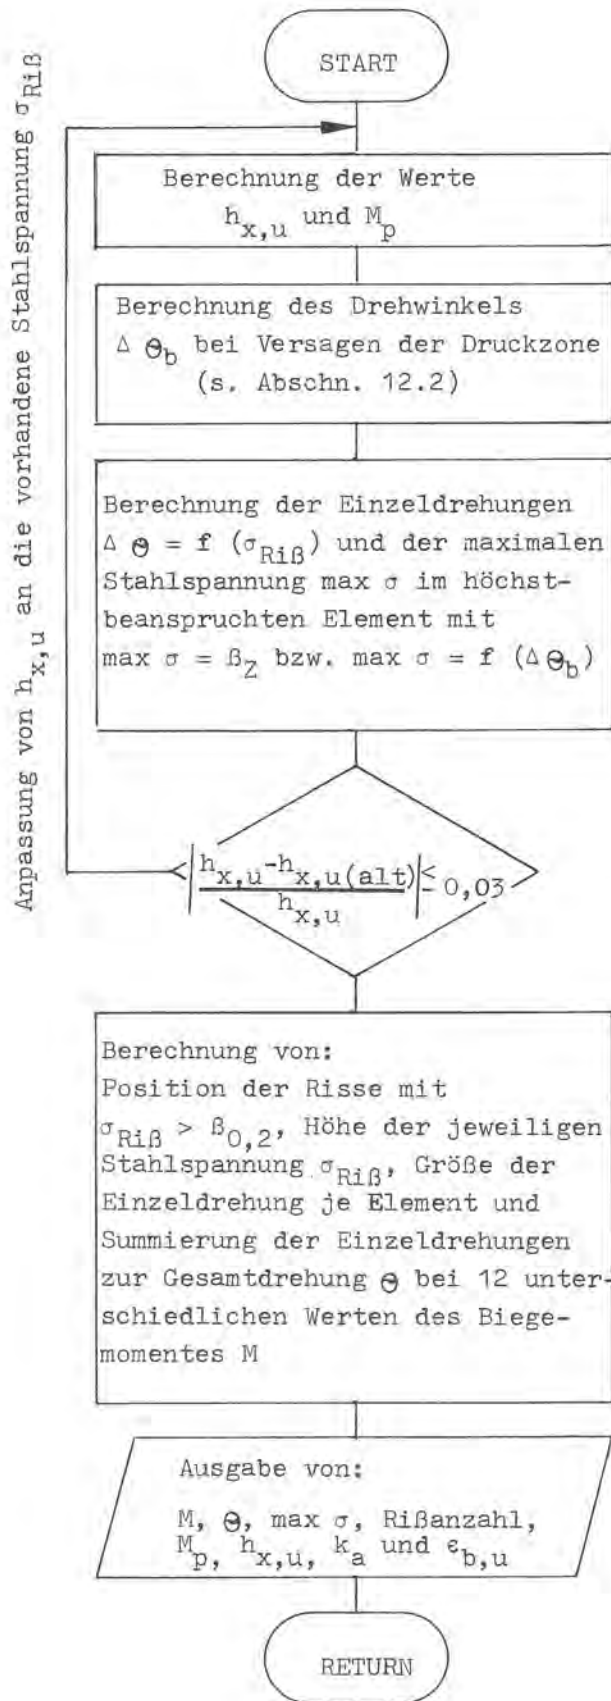 START
Anpassung von h_x,u an die vorhandene Stahlspannung σ_Riß
Berechnung der Werte
h_x,u und M_p
Berechnung des Drehwinkels
Δ Θ_b bei Versagen der Druckzone
(s. Abschn. 12.2)
Berechnung der Einzeldrehungen
Δ Θ = f (σ_Riß) und der maximalen
Stahlspannung max σ im höchst-
beanspruchten Element mit
max σ = ß_Z bzw. max σ = f (Δ Θ_b)
|h_x,u-h_x,u(alt)
h_x,u| ≤ 0,03
Berechnung von:
Position der Risse mit
σ_Riß > ß_0,2, Höhe der jeweiligen
Stahlspannung σ_Riß, Größe der
Einzeldrehung je Element und
Summierung der Einzeldrehungen
zur Gesamtdrehung Θ bei 12 unter-
schiedlichen Werten des Biege-
momentes M
Ausgabe von:
M, Θ, max σ, Rißanzahl,
M_p, h_x,u, k_a und ε_b,u
RETURN